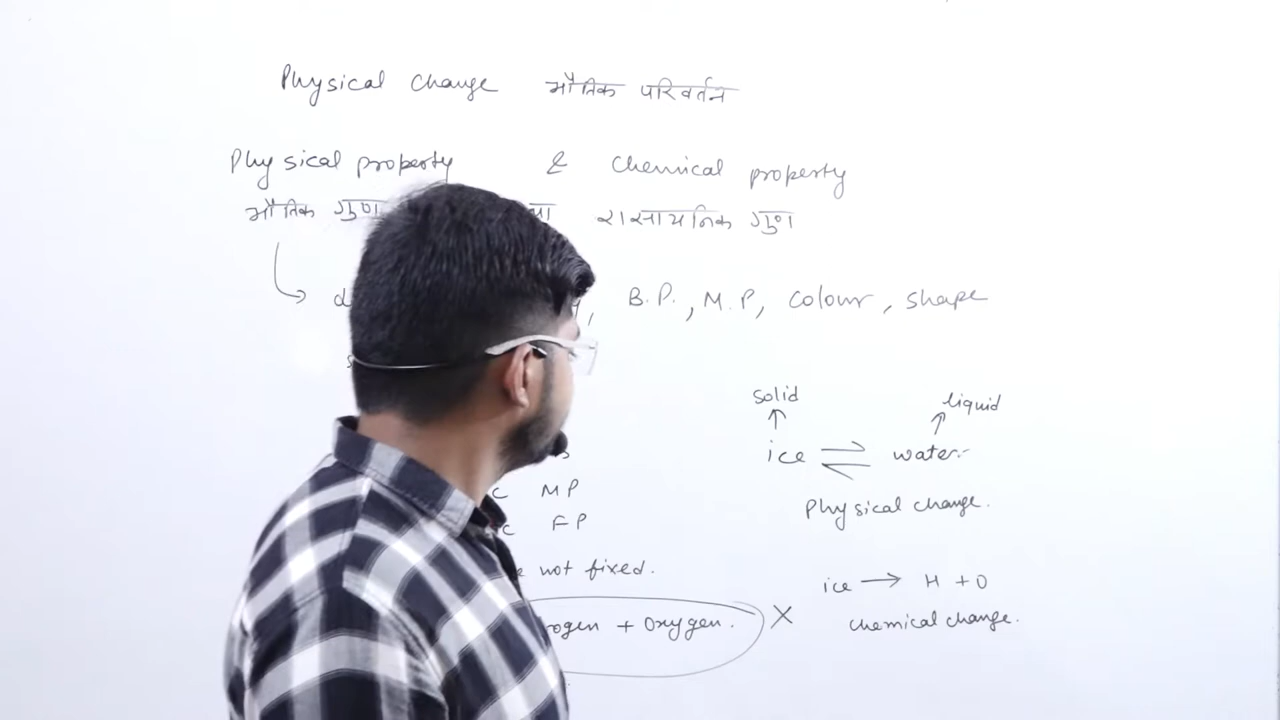 Physical change भौतिक परिवर्तन
Physical property & chemical property
भौतिक गुण रासायनिक गुण
B.P., M.P, colour, shape
solid liquid
ice ⇌ water
MP
Physical change.
FP
not fixed.
ice → H + O
+ Oxygen. X
chemical change.